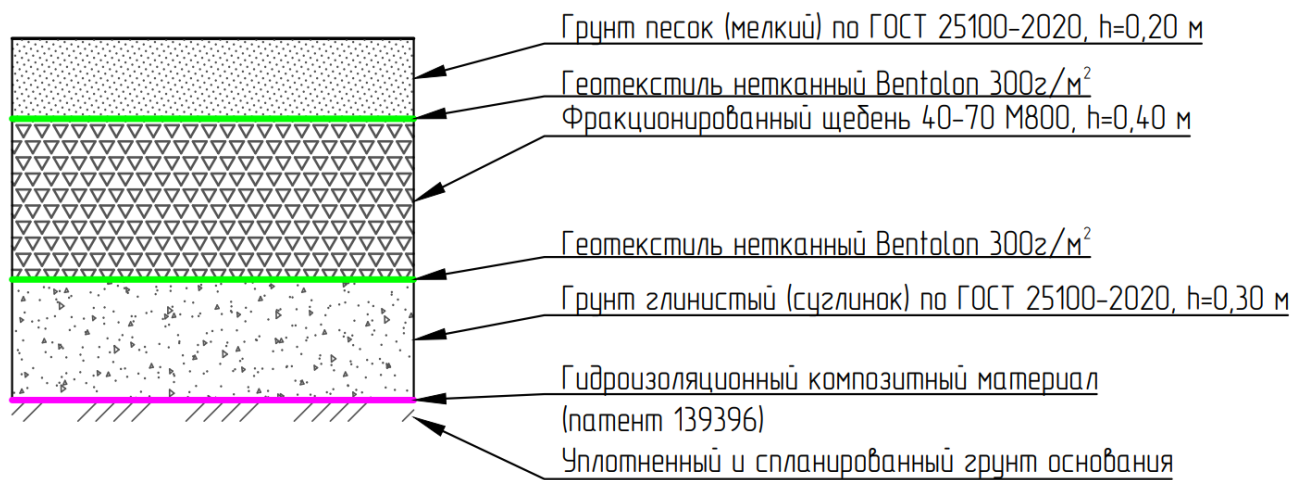 Грунт песок (мелкий) по ГОСТ 25100-2020, h=0,20 м
Геотекстиль нетканный Bentolon 300г/м²
Фракционированный щебень 40-70 М800, h=0,40 м
Геотекстиль нетканный Bentolon 300г/м²
Грунт глинистый (суглинок) по ГОСТ 25100-2020, h=0,30 м
Гидроизоляционный композитный материал
(патент 139396)
Уплотненный и спланированный грунт основания